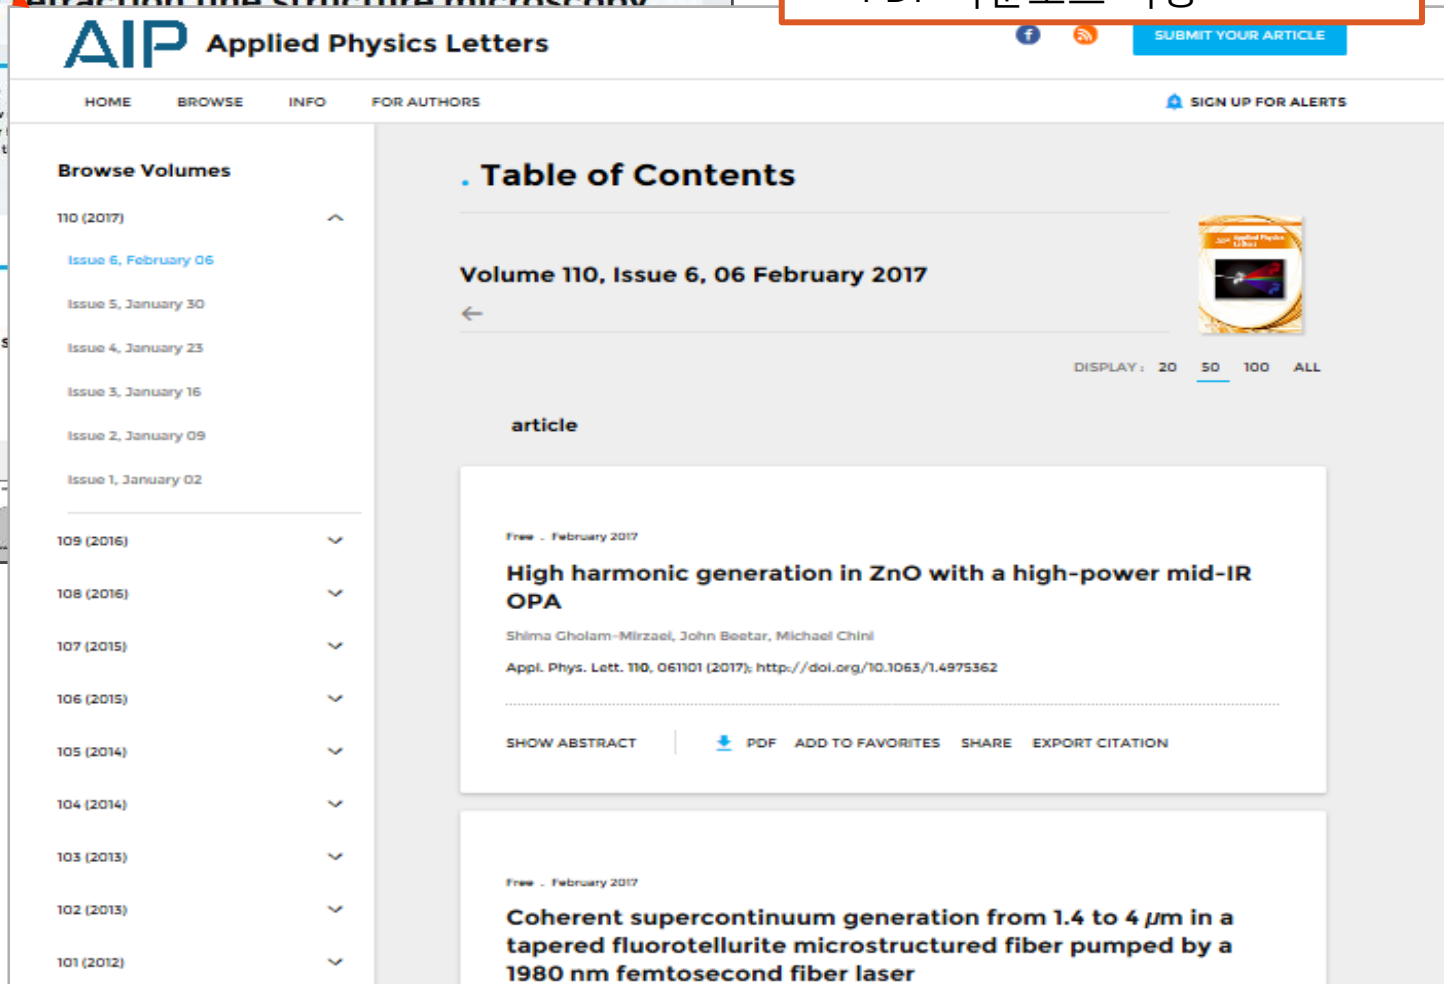 AIP Applied Physics Letters
SUBMIT YOUR ARTICLE
HOME BROWSE INFO FOR AUTHORS
SIGN UP FOR ALERTS
Browse Volumes
110 (2017)
Issue 6, February 06
Issue 5, January 30
Issue 4, January 23
Issue 3, January 16
Issue 2, January 09
Issue 1, January 02
109 (2016)
108 (2016)
107 (2015)
106 (2015)
105 (2014)
104 (2014)
103 (2013)
102 (2013)
101 (2012)
. Table of Contents
Volume 110, Issue 6, 06 February 2017
DISPLAY : 20 50 100 ALL
article
Free . February 2017
High harmonic generation in ZnO with a high-power mid-IR
OPA
Shima Gholam-Mirzaei, John Beetar, Michael Chini
Appl. Phys. Lett. 110, 061101 (2017); http://doi.org/10.1063/1.4975362
SHOW ABSTRACT PDF ADD TO FAVORITES SHARE EXPORT CITATION
Free . February 2017
Coherent supercontinuum generation from 1.4 to 4 μm in a
tapered fluorotellurite microstructured fiber pumped by a
1980 nm femtosecond fiber laser